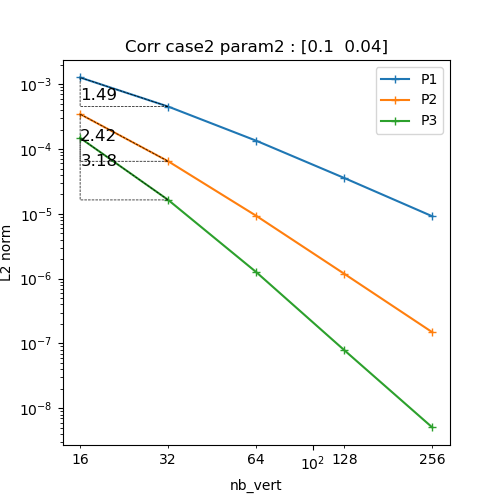 Corr case2 param2 : [0.1  0.04]
P1
P2
P3
10⁻³
10⁻⁴
10⁻⁵
10⁻⁶
10⁻⁷
10⁻⁸
L2 norm
1.49
2.42
3.18
16
32
64
10²
128
256
nb_vert